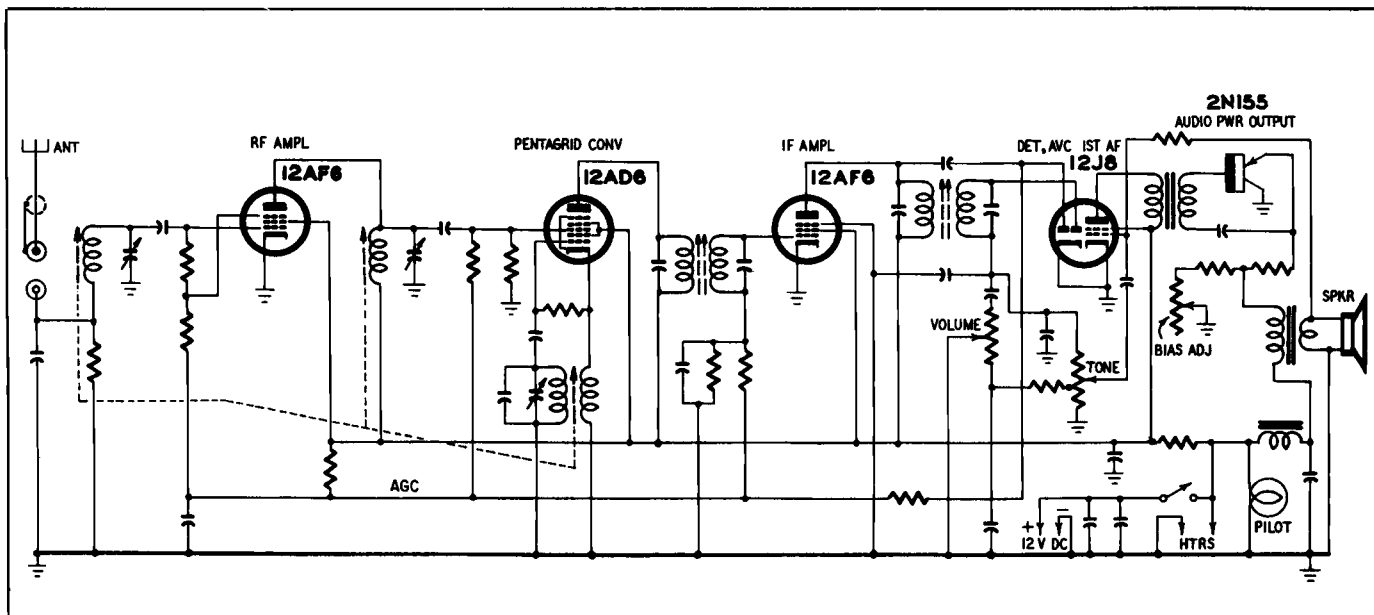 2N155
AUDIO PWR OUTPUT
ANT
RF AMPL
12AF6
PENTAGRID CONV
12AD6
IF AMPL
12AF6
DET, AVC 1ST AF
12J8
VOLUME
TONE
BIAS ADJ
SPKR
AGC
+ −
12 V DC
HTRS
PILOT